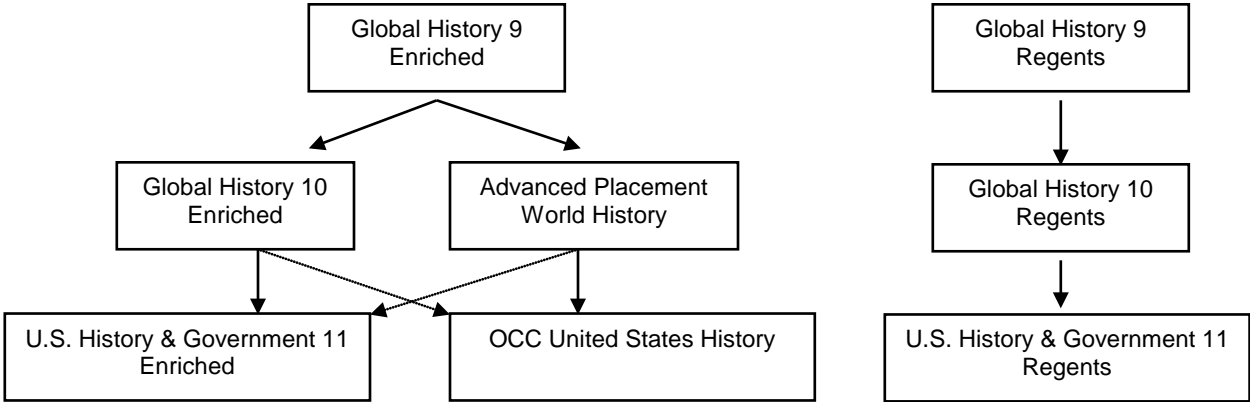 Global History 9
Enriched
Global History 9
Regents
Global History 10
Enriched
Advanced Placement
World History
Global History 10
Regents
U.S. History & Government 11
Enriched
OCC United States History
U.S. History & Government 11
Regents